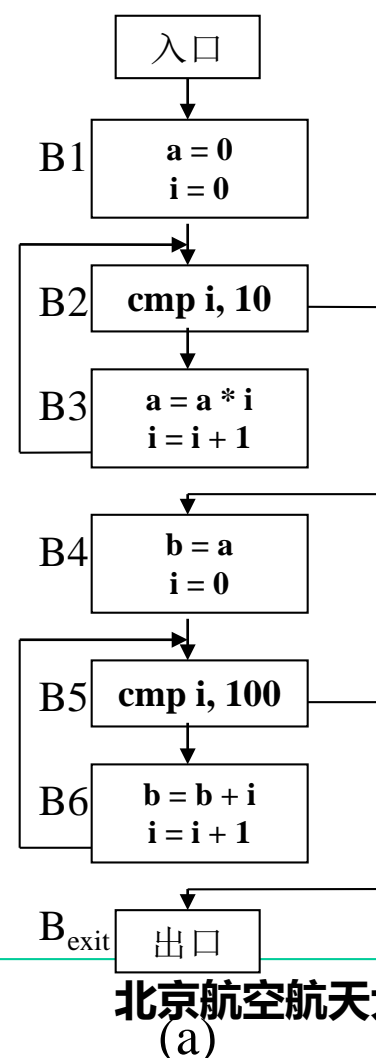 入口
B1
a = 0
i = 0
B2
cmp i, 10
B3
a = a * i
i = i + 1
B4
b = a
i = 0
B5
cmp i, 100
B6
b = b + i
i = i + 1
Bexit
出口
北京航空航天
(a)